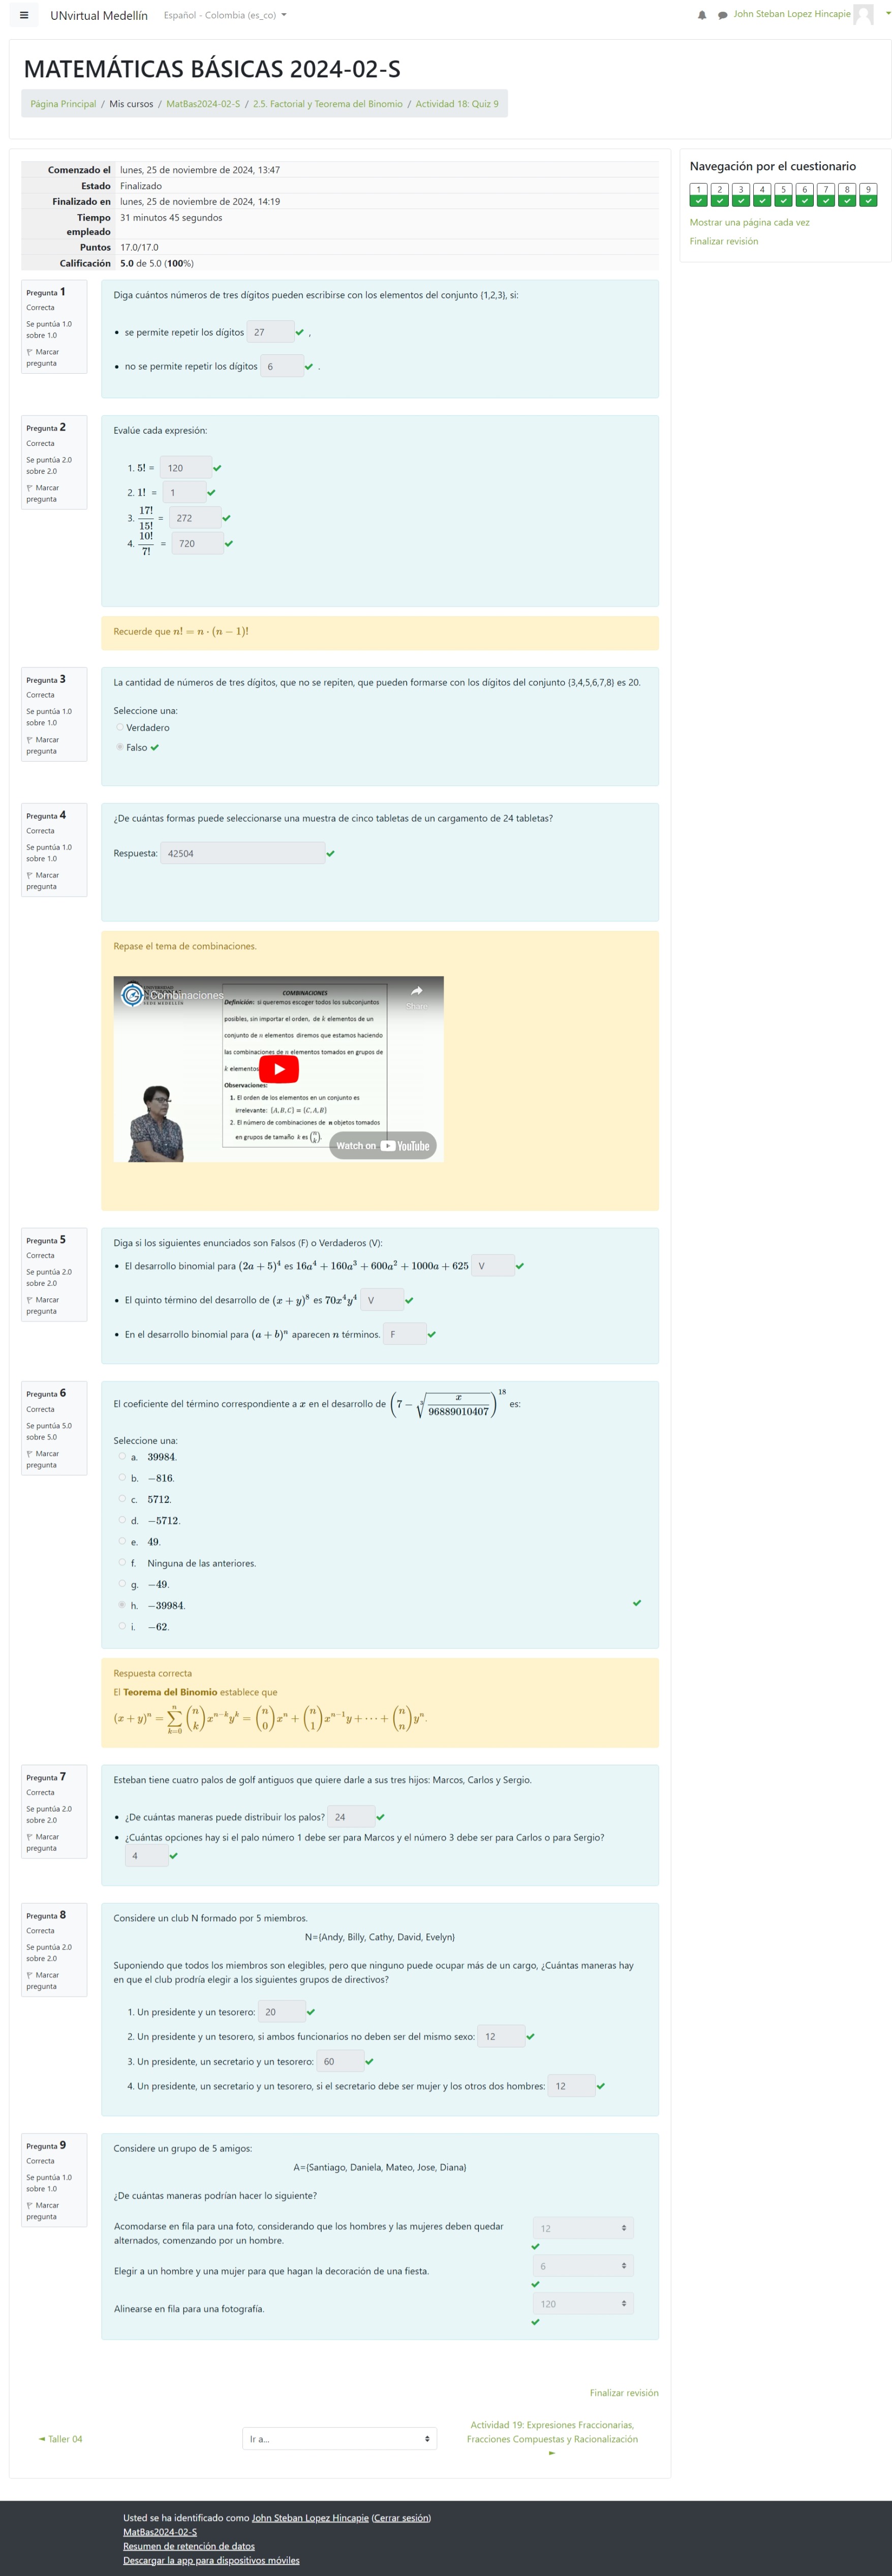 UNvirtual Medellín
Español - Colombia (es_co)
John Steban Lopez Hincapie
MATEMÁTICAS BÁSICAS 2024-02-S
Página Principal / Mis cursos / MatBas2024-02-S / 2.5. Factorial y Teorema del Binomio / Actividad 18: Quiz 9
Comenzado el lunes, 25 de noviembre de 2024, 13:47
Estado Finalizado
Finalizado en lunes, 25 de noviembre de 2024, 14:19
Tiempo empleado 31 minutos 45 segundos
Puntos 17.0/17.0
Calificación 5.0 de 5.0 (100%)
Navegación por el cuestionario
1 2 3 4 5 6 7 8 9
Mostrar una página cada vez
Finalizar revisión
Pregunta 1
Correcta
Se puntúa 1.0 sobre 1.0
Marcar pregunta
Diga cuántos números de tres dígitos pueden escribirse con los elementos del conjunto {1,2,3}, si:
• se permite repetir los dígitos 27 ,
• no se permite repetir los dígitos 6 .
Pregunta 2
Correcta
Se puntúa 2.0 sobre 2.0
Marcar pregunta
Evalúe cada expresión:
1. 5! = 120
2. 1! = 1
3. 17!/15! = 272
4. 10!/7! = 720
Recuerde que n! = n · (n − 1)!
Pregunta 3
Correcta
Se puntúa 1.0 sobre 1.0
Marcar pregunta
La cantidad de números de tres dígitos, que no se repiten, que pueden formarse con los dígitos del conjunto {3,4,5,6,7,8} es 20.
Seleccione una:
Verdadero
Falso
Pregunta 4
Correcta
Se puntúa 1.0 sobre 1.0
Marcar pregunta
¿De cuántas formas puede seleccionarse una muestra de cinco tabletas de un cargamento de 24 tabletas?
Respuesta: 42504
Repase el tema de combinaciones.
Combinaciones
Share
COMBINACIONES
Definición: si queremos escoger todos los subconjuntos
posibles, sin importar el orden, de k elementos de un
conjunto de n elementos diremos que estamos haciendo
las combinaciones de n elementos tomados en grupos de
k elementos
Observaciones:
1. El orden de los elementos en un conjunto es
irrelevante: {A, B, C} = {C, A, B}
2. El número de combinaciones de n objetos tomados
en grupos de tamaño k es (n k).
Watch on YouTube
Pregunta 5
Correcta
Se puntúa 2.0 sobre 2.0
Marcar pregunta
Diga si los siguientes enunciados son Falsos (F) o Verdaderos (V):
• El desarrollo binomial para (2a + 5)⁴ es 16a⁴ + 160a³ + 600a² + 1000a + 625 V
• El quinto término del desarrollo de (x + y)⁸ es 70x⁴y⁴ V
• En el desarrollo binomial para (a + b)ⁿ aparecen n términos. F
Pregunta 6
Correcta
Se puntúa 5.0 sobre 5.0
Marcar pregunta
El coeficiente del término correspondiente a x en el desarrollo de (7 − √(x/96889010407))¹⁸ es:
Seleccione una:
a. 39984.
b. −816.
c. 5712.
d. −5712.
e. 49.
f. Ninguna de las anteriores.
g. −49.
h. −39984.
i. −62.
Respuesta correcta
El Teorema del Binomio establece que
(x + y)ⁿ = ∑ₖ₌₀ⁿ (n k) xⁿ⁻ᵏyᵏ = (n 0) xⁿ + (n 1) xⁿ⁻¹y + ⋯ + (n n) yⁿ.
Pregunta 7
Correcta
Se puntúa 2.0 sobre 2.0
Marcar pregunta
Esteban tiene cuatro palos de golf antiguos que quiere darle a sus tres hijos: Marcos, Carlos y Sergio.
• ¿De cuántas maneras puede distribuir los palos? 24
• ¿Cuántas opciones hay si el palo número 1 debe ser para Marcos y el número 3 debe ser para Carlos o para Sergio?
4
Pregunta 8
Correcta
Se puntúa 2.0 sobre 2.0
Marcar pregunta
Considere un club N formado por 5 miembros.
N={Andy, Billy, Cathy, David, Evelyn}
Suponiendo que todos los miembros son elegibles, pero que ninguno puede ocupar más de un cargo, ¿Cuántas maneras hay
en que el club prodría elegir a los siguientes grupos de directivos?
1. Un presidente y un tesorero: 20
2. Un presidente y un tesorero, si ambos funcionarios no deben ser del mismo sexo: 12
3. Un presidente, un secretario y un tesorero: 60
4. Un presidente, un secretario y un tesorero, si el secretario debe ser mujer y los otros dos hombres: 12
Pregunta 9
Correcta
Se puntúa 1.0 sobre 1.0
Marcar pregunta
Considere un grupo de 5 amigos:
A={Santiago, Daniela, Mateo, Jose, Diana}
¿De cuántas maneras podrían hacer lo siguiente?
Acomodarse en fila para una foto, considerando que los hombres y las mujeres deben quedar
alternados, comenzando por un hombre. 12
Elegir a un hombre y una mujer para que hagan la decoración de una fiesta. 6
Alinearse en fila para una fotografía. 120
Finalizar revisión
◄ Taller 04
Ir a...
Actividad 19: Expresiones Fraccionarias,
Fracciones Compuestas y Racionalización
►
Usted se ha identificado como John Steban Lopez Hincapie (Cerrar sesión)
MatBas2024-02-S
Resumen de retención de datos
Descargar la app para dispositivos móviles